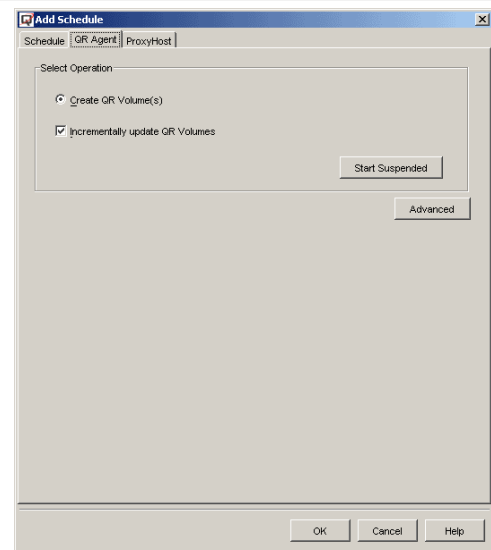 Add Schedule
Schedule QR Agent ProxyHost
Select Operation
Create QR Volume(s)
Incrementally update QR Volumes
Start Suspended
Advanced
OK Cancel Help